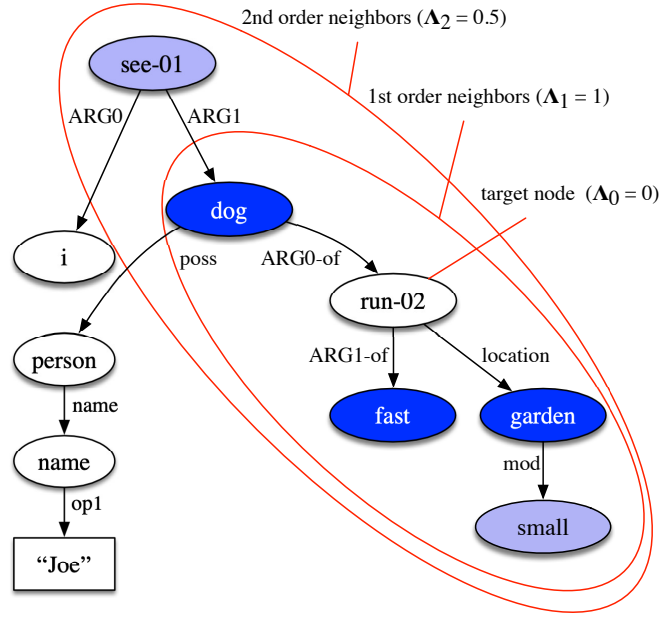 2nd order neighbors (Λ2 = 0.5)
see-01
1st order neighbors (Λ1 = 1)
ARG0
ARG1
target node (Λ0 = 0)
dog
i
poss
ARG0-of
run-02
person
ARG1-of
location
name
fast
garden
name
mod
op1
small
“Joe”